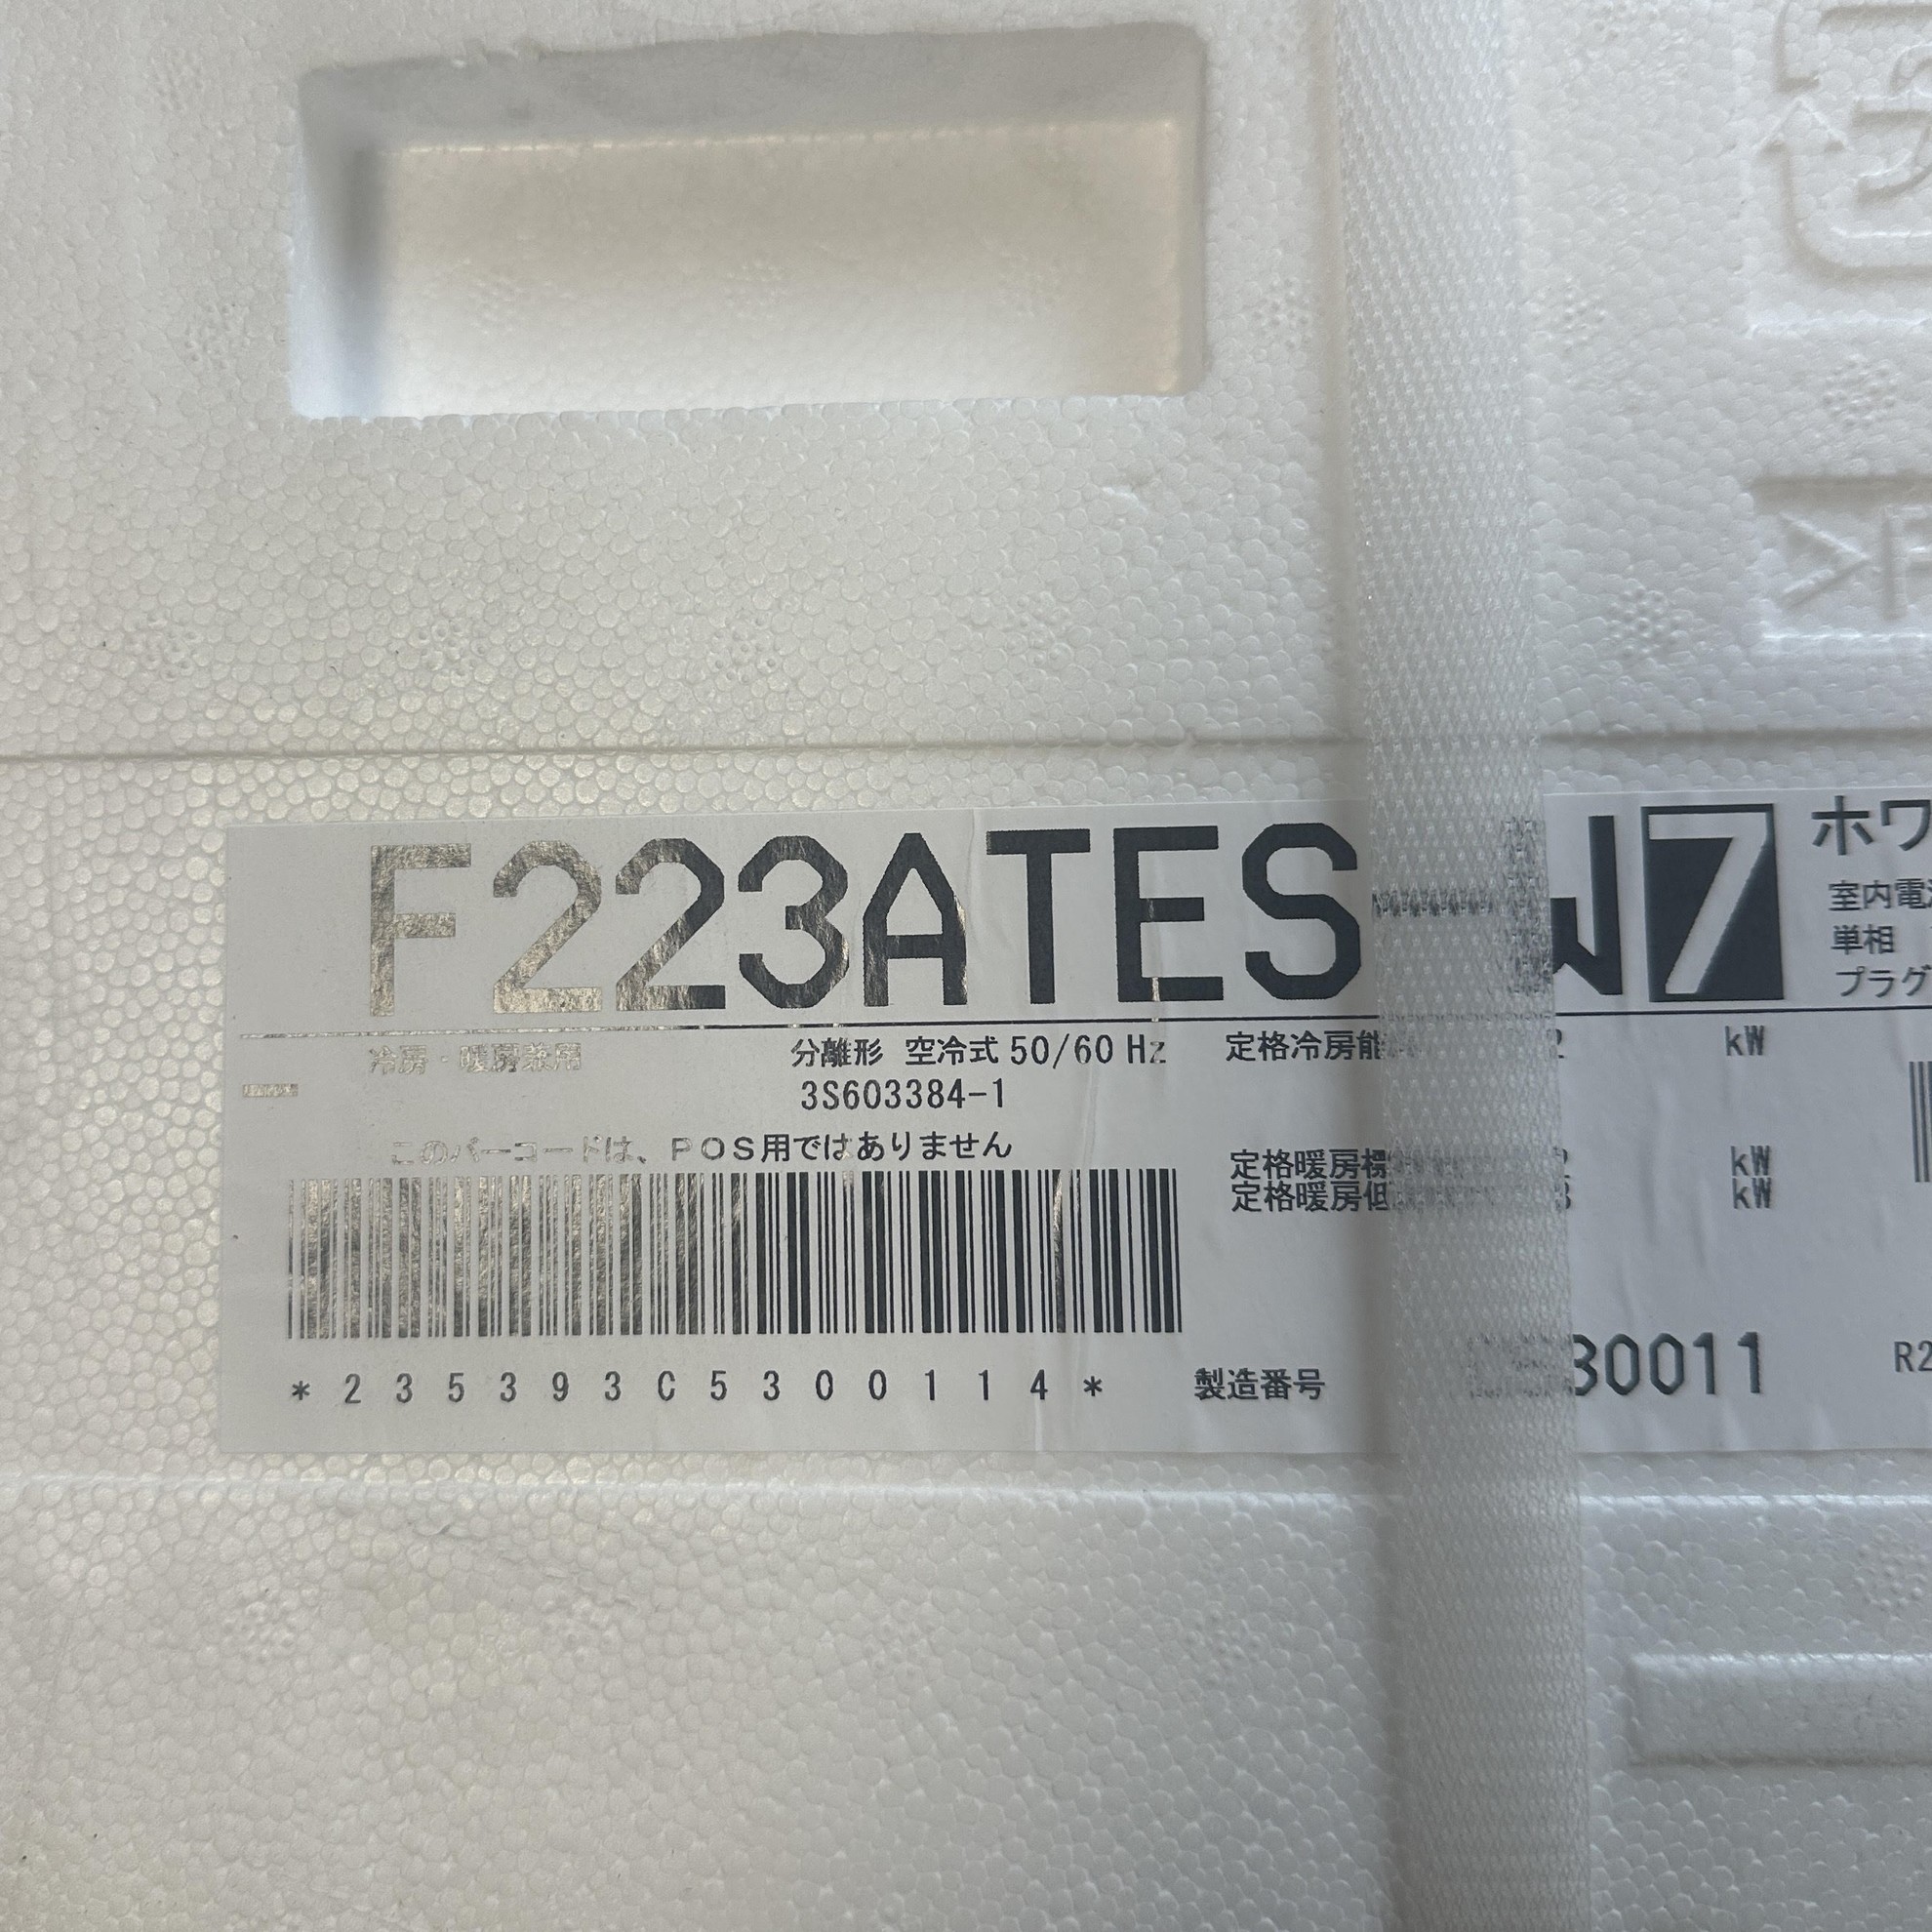 F223ATES W7 ホワ
室内電
単相
プラグ
冷房・暖房兼用 分離形 空冷式 50/60 Hz 定格冷房能 2 kW
3S603384-1
このバーコードは、POS用ではありません
定格暖房標 kW
定格暖房低 kW
*235393C5300114* 製造番号 30011 R2